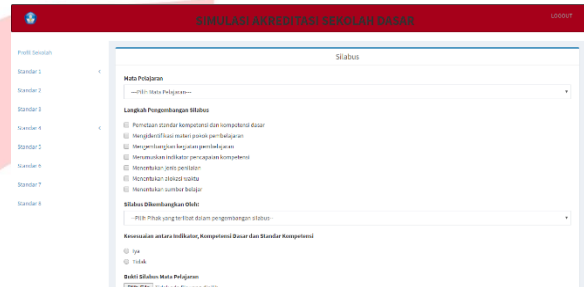 SIMULASI AKREDITASI SEKOLAH DASAR
LOGOUT
Profil Sekolah
Standar 1
Standar 2
Standar 3
Standar 4
Standar 5
Standar 6
Standar 7
Standar 8
Silabus
Mata Pelajaran
---Pilih Mata Pelajaran---
Langkah Pengembangan Silabus
Pemetaan standar kompetensi dan kompetensi dasar
Mengidentifikasi materi pokok pembelajaran
Mengembangkan kegiatan pembelajaran
Merumuskan indikator pencapaian kompetensi
Menentukan jenis penilaian
Menentukan alokasi waktu
Menentukan sumber belajar
Silabus Dikembangkan Oleh:
--Pilih Pihak yang terlibat dalam pengembangan silabus--
Kesesuaian antara Indikator, Kompetensi Dasar dan Standar Kompetensi
Iya
Tidak
Bukti Silabus Mata Pelajaran